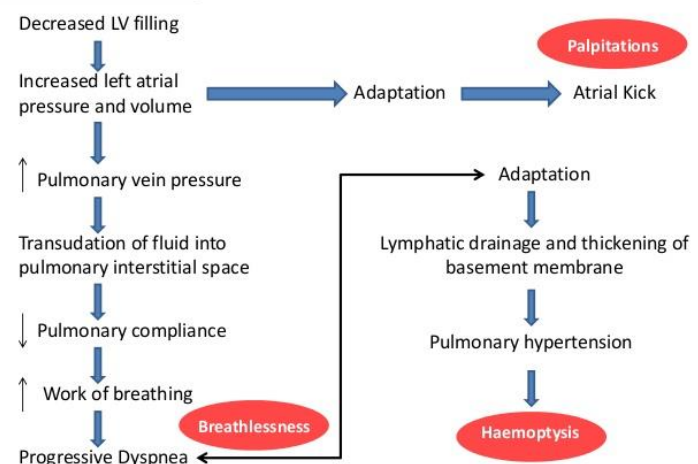 Decreased LV filling
Palpitations
Increased left atrial
pressure and volume
Adaptation
Atrial Kick
Pulmonary vein pressure
Adaptation
Transudation of fluid into
pulmonary interstitial space
Lymphatic drainage and thickening of
basement membrane
Pulmonary compliance
Pulmonary hypertension
Work of breathing
Breathlessness
Haemoptysis
Progressive Dyspnea